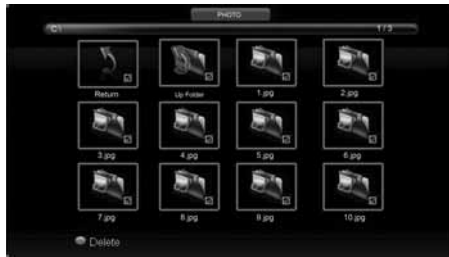 PHOTO
C:\ 1 / 3
Return Up Folder 1.jpg 2.jpg
3.jpg 4.jpg 5.jpg 6.jpg
7.jpg 8.jpg 9.jpg 10.jpg
Delete